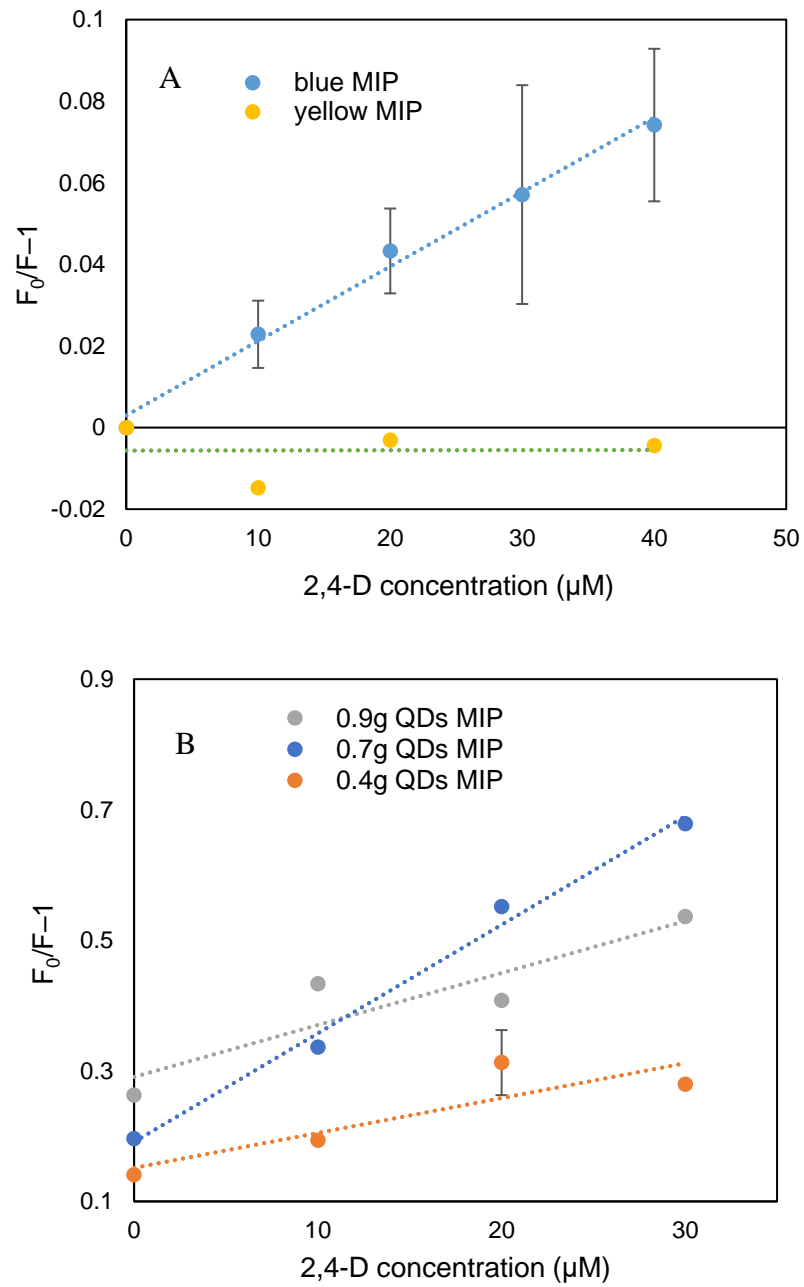 0.1
A
blue MIP
yellow MIP
0.08
0.06
0.04
0.02
0
-0.02
F₀/F–1
0 10 20 30 40 50
2,4-D concentration (µM)
0.9
0.9g QDs MIP
B
0.7g QDs MIP
0.4g QDs MIP
0.7
0.5
0.3
0.1
F₀/F–1
0 10 20 30
2,4-D concentration (µM)